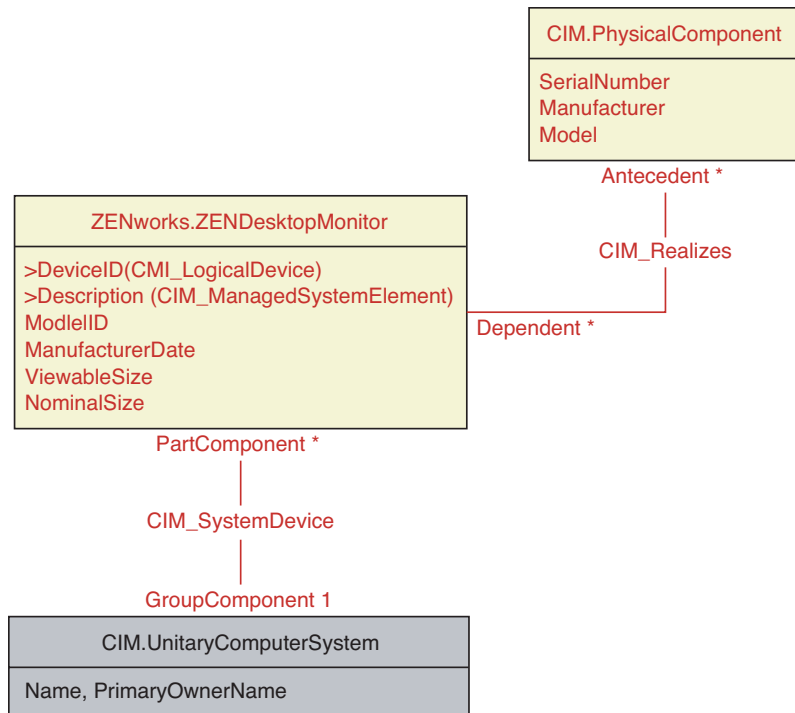 CIM.PhysicalComponent
SerialNumber
Manufacturer
Model
Antecedent *
CIM_Realizes
Dependent *
ZENworks.ZENDesktopMonitor
>DeviceID(CMI_LogicalDevice)
>Description (CIM_ManagedSystemElement)
ModlelID
ManufacturerDate
ViewableSize
NominalSize
PartComponent *
CIM_SystemDevice
GroupComponent 1
CIM.UnitaryComputerSystem
Name, PrimaryOwnerName